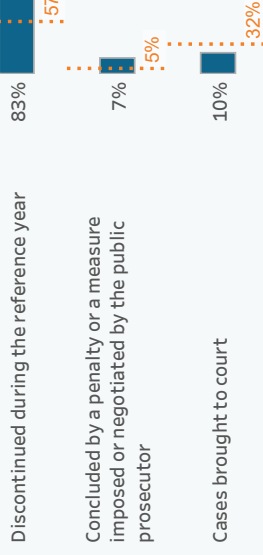 Discontinued during the reference year
83%
57
Concluded by a penalty or a measure
imposed or negotiated by the public
prosecutor
7%
5%
Cases brought to court
10%
32%